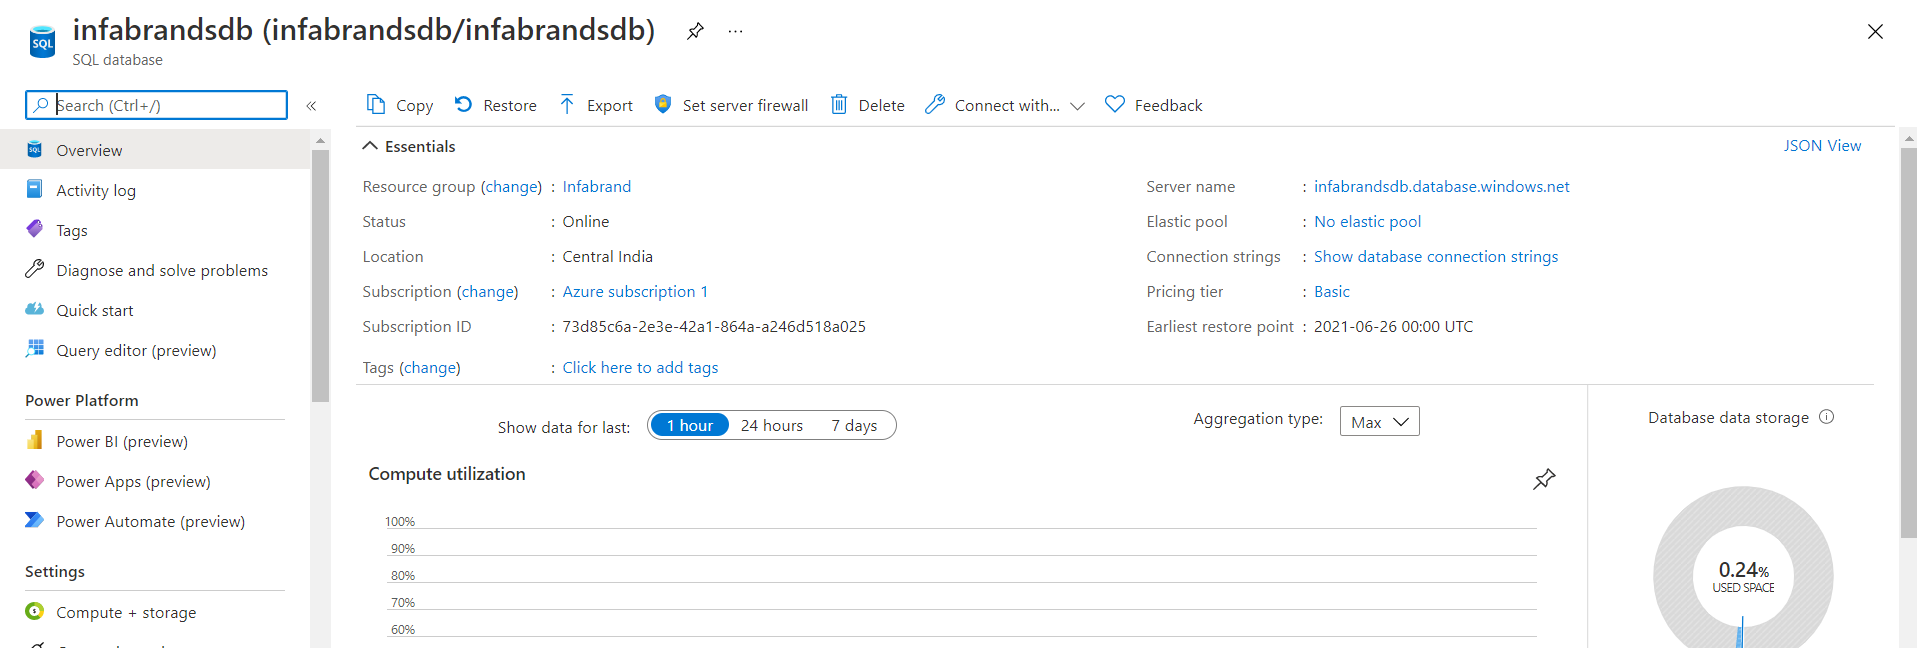 infabrandsdb (infabrandsdb/infabrandsdb) ...
SQL
SQL database
Search (Ctrl+/) «
Overview
Activity log
Tags
Diagnose and solve problems
Quick start
Query editor (preview)
Power Platform
Power BI (preview)
Power Apps (preview)
Power Automate (preview)
Settings
Compute + storage
Copy Restore Export Set server firewall Delete Connect with... Feedback
Essentials JSON View
Resource group (change) : Infabrand
Status : Online
Location : Central India
Subscription (change) : Azure subscription 1
Subscription ID : 73d85c6a-2e3e-42a1-864a-a246d518a025
Tags (change) : Click here to add tags
Server name : infabrandsdb.database.windows.net
Elastic pool : No elastic pool
Connection strings : Show database connection strings
Pricing tier : Basic
Earliest restore point : 2021-06-26 00:00 UTC
Show data for last: 1 hour 24 hours 7 days
Aggregation type: Max
Compute utilization
100%
90%
80%
70%
60%
Database data storage
0.24%
USED SPACE